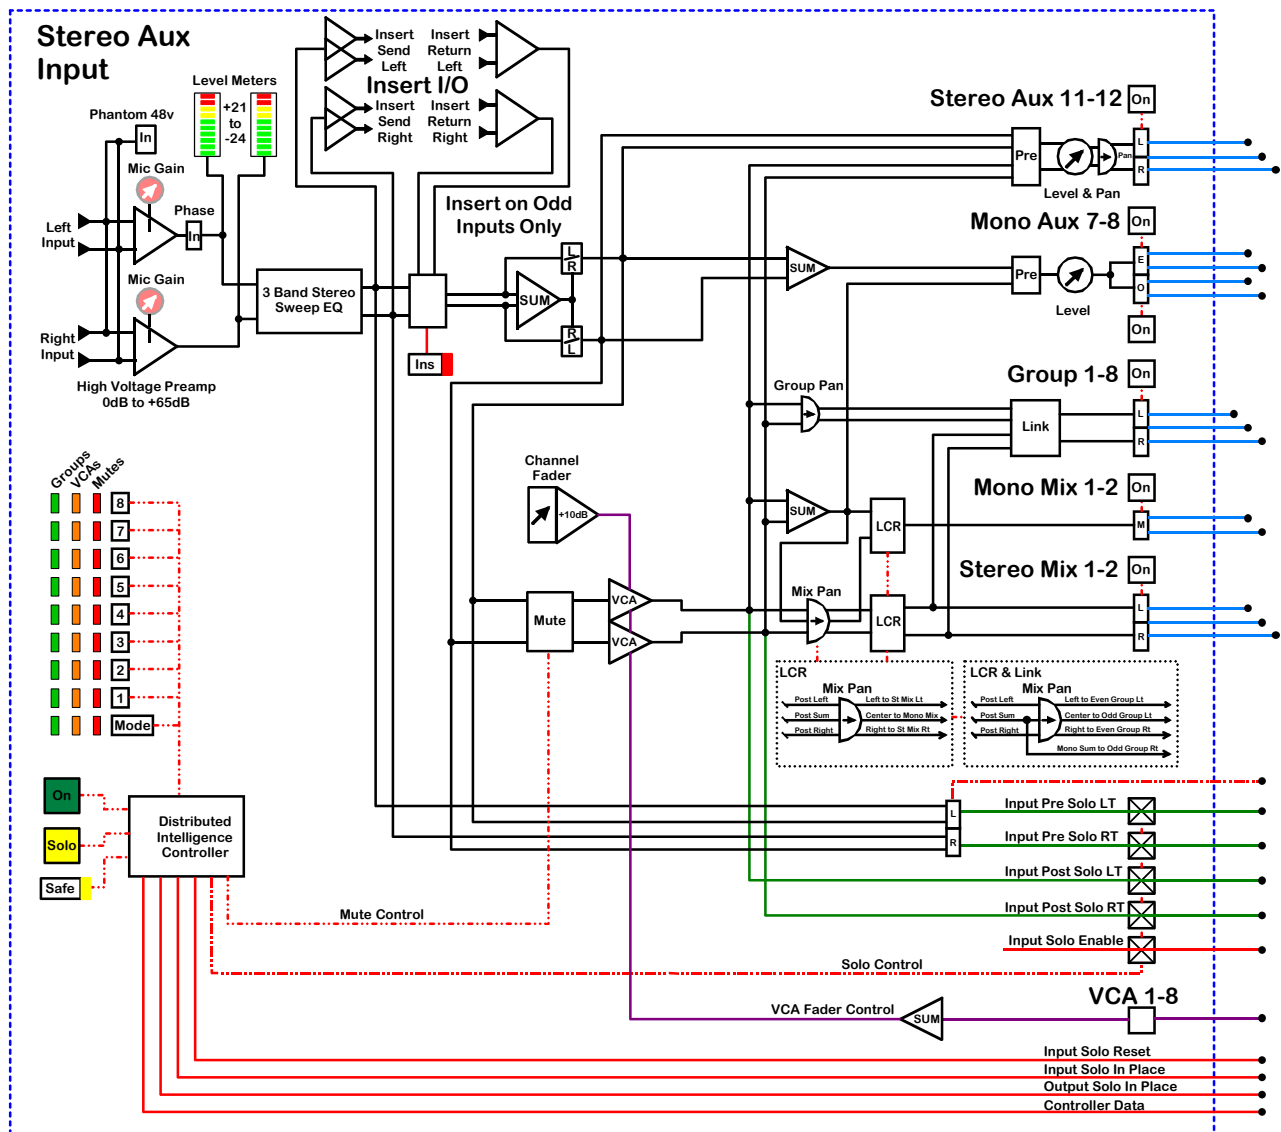 Stereo Aux
Input
Level Meters
+21
to
-24
Phantom 48v
In
Mic Gain
Phase
In
Left
Input
Mic Gain
Right
Input
High Voltage Preamp
0dB to +65dB
3 Band Stereo
Sweep EQ
Insert
Send
Left
Insert
Return
Left
Insert I/O
Insert
Send
Right
Insert
Return
Right
Insert on Odd
Inputs Only
Ins
SUM
L
R
R
L
SUM
Stereo Aux 11-12
On
Pre
Level & Pan
Pan
L
R
Mono Aux 7-8
On
Pre
Level
E
O
On
Group 1-8
On
Group Pan
Link
L
R
Mono Mix 1-2
On
SUM
LCR
M
Stereo Mix 1-2
On
Mix Pan
LCR
L
R
Channel
Fader
+10dB
Mute
VCA
VCA
Groups
VCAs
Mutes
8
7
6
5
4
3
2
1
Mode
LCR
Mix Pan
Post Left
Left to St Mix Lt
Post Sum
Center to Mono Mix
Post Right
Right to St Mix Rt
LCR & Link
Mix Pan
Post Left
Left to Even Group Lt
Post Sum
Center to Odd Group Lt
Post Right
Right to Even Group Rt
Mono Sum to Odd Group Rt
On
Solo
Safe
Distributed
Intelligence
Controller
L
R
Input Pre Solo LT
Input Pre Solo RT
Input Post Solo LT
Input Post Solo RT
Input Solo Enable
Mute Control
Solo Control
VCA 1-8
VCA Fader Control
SUM
Input Solo Reset
Input Solo In Place
Output Solo In Place
Controller Data